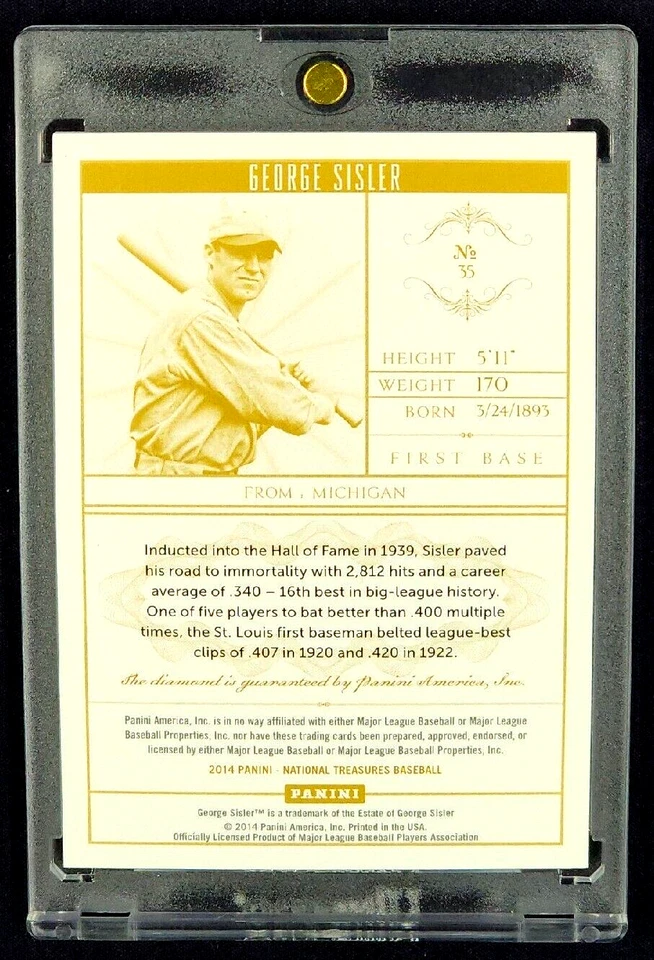 GEORGE SISLER
№
35
HEIGHT 5'11"
WEIGHT 170
BORN 3/24/1893
FIRST BASE
FROM , MICHIGAN
Inducted into the Hall of Fame in 1939, Sisler paved
his road to immortality with 2,812 hits and a career
average of .340 – 16th best in big-league history.
One of five players to bat better than .400 multiple
times, the St. Louis first baseman belted league-best
clips of .407 in 1920 and .420 in 1922.
The diamond is guaranteed by Panini America, Inc.
Panini America, Inc. is in no way affiliated with either Major League Baseball or Major League
Baseball Properties, Inc. nor have these trading cards been prepared, approved, endorsed, or
licensed by either Major League Baseball or Major League Baseball Properties, Inc.
2014 PANINI - NATIONAL TREASURES BASEBALL
PANINI
George Sisler™ is a trademark of the Estate of George Sisler
© 2014 Panini America, Inc. Printed in the USA.
Officially Licensed Product of Major League Baseball Players Association